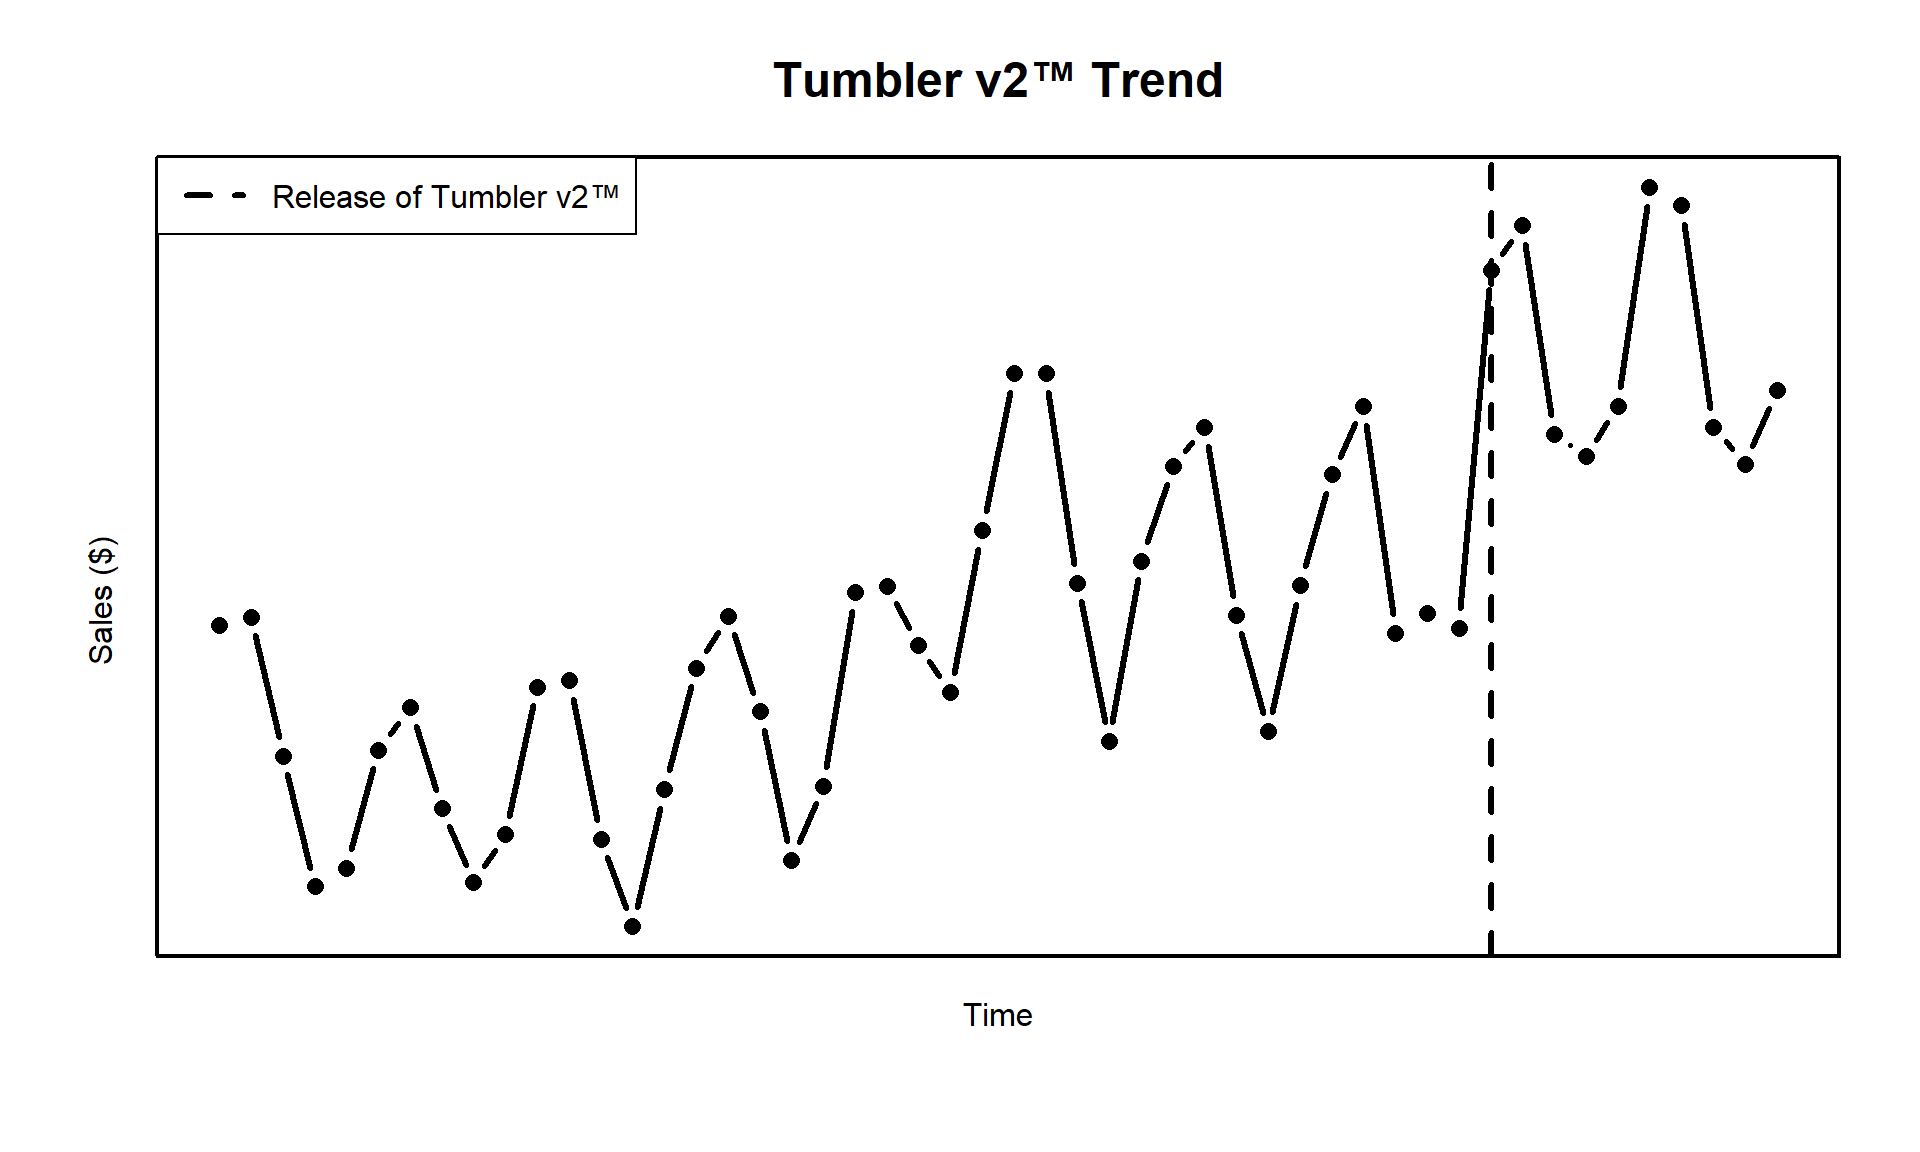 Tumbler v2™ Trend
Release of Tumbler v2™
Sales ($)
Time